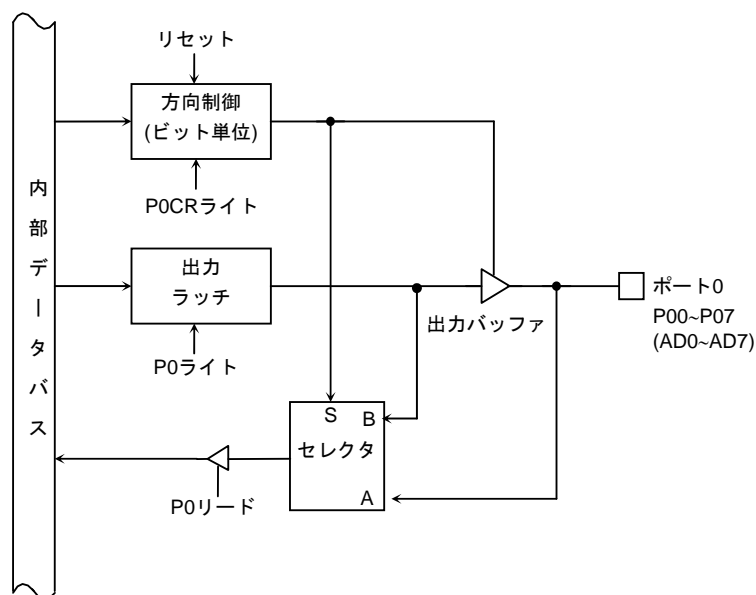 リセット
方向制御
(ビット単位)
P0CRライト
内部データバス
出力
ラッチ
P0ライト
出力バッファ
ポート0
P00~P07
(AD0~AD7)
S
B
セレクタ
A
P0リード